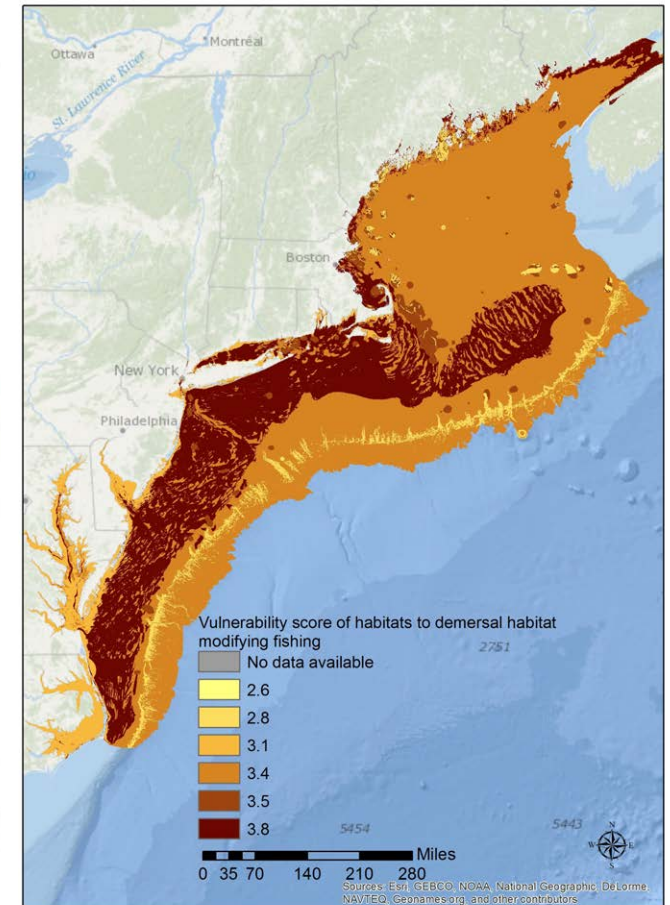 Ottawa
Montréal
St. Lawrence River
Boston
New York
Philadelphia
Vulnerability score of habitats to demersal habitat
modifying fishing
No data available
2.6
2.8
3.1
3.4
3.5
3.8
2751
5454
5443
N
W
E
S
Miles
0 35 70 140 210 280
Sources: Esri, GEBCO, NOAA, National Geographic, DeLorme,
NAVTEQ, Geonames.org, and other contributors